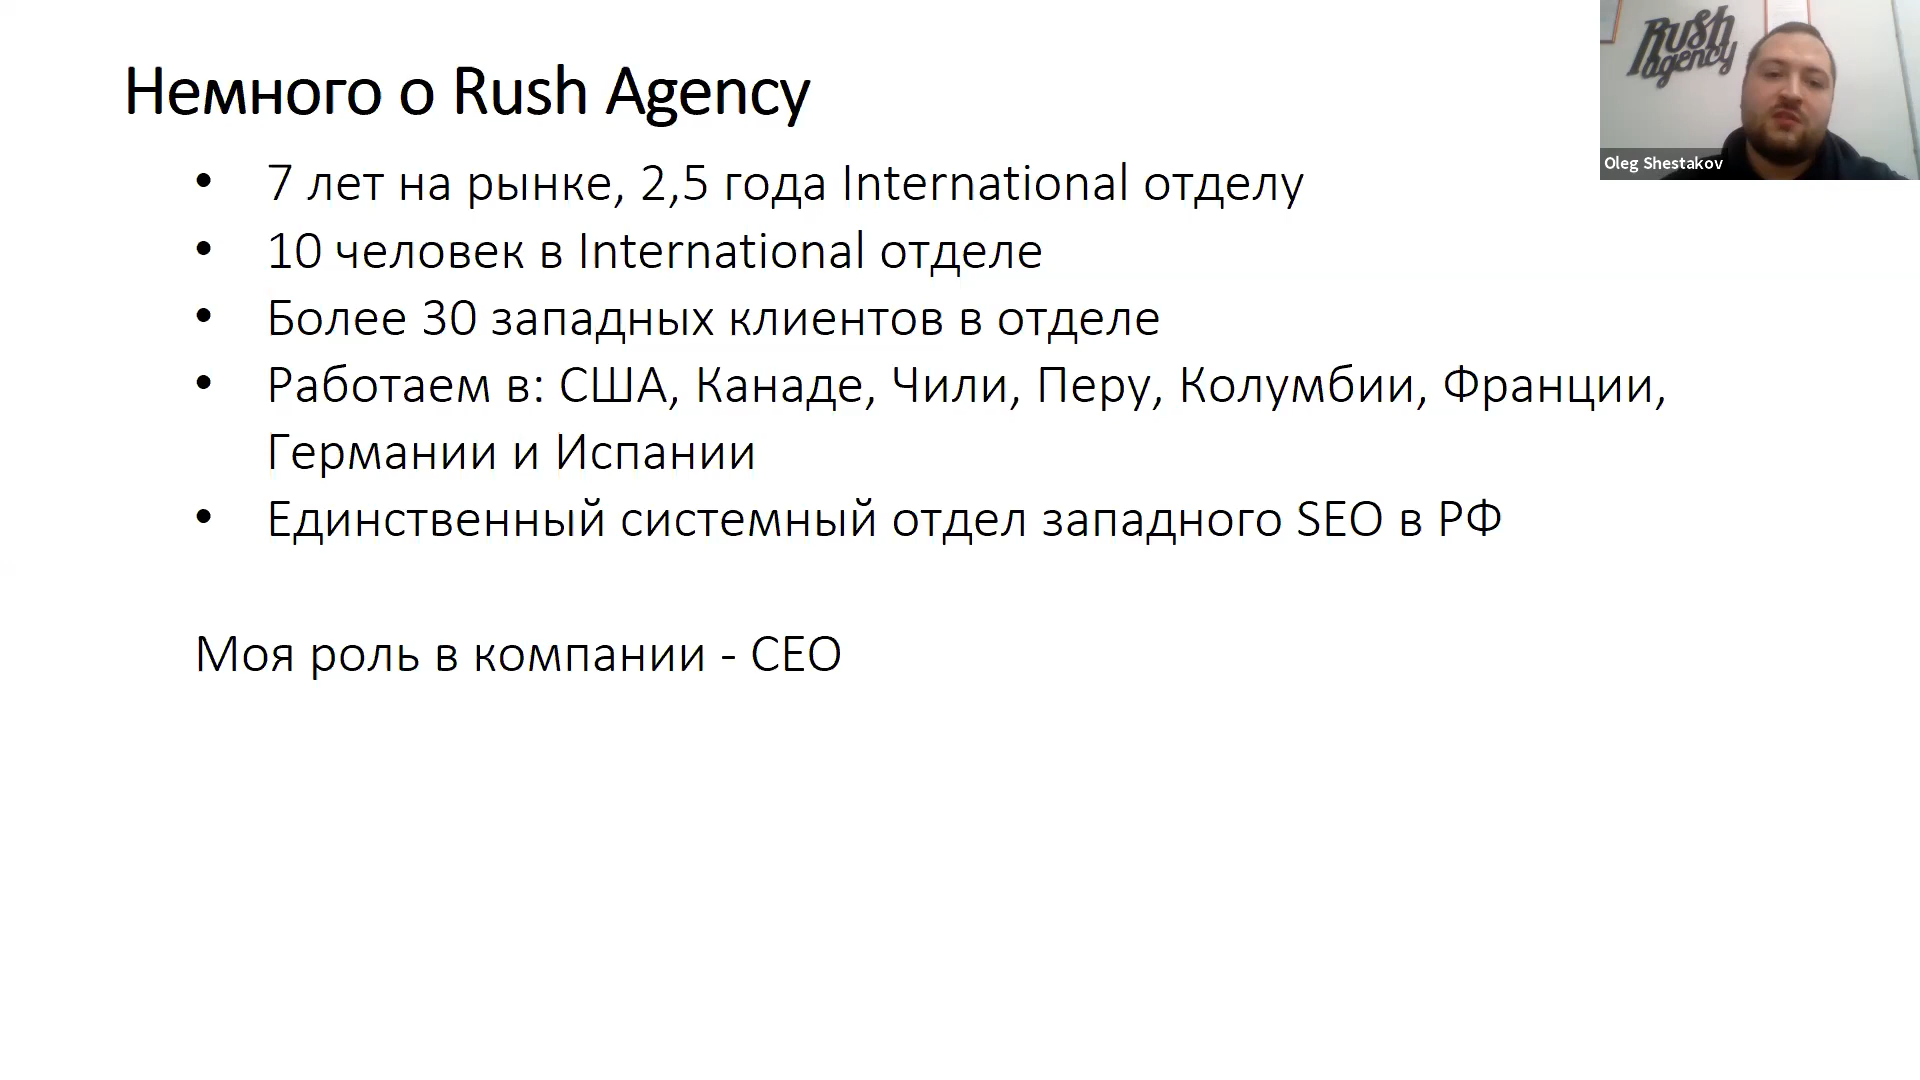 Немного о Rush Agency
• 7 лет на рынке, 2,5 года International отделу
• 10 человек в International отделе
• Более 30 западных клиентов в отделе
• Работаем в: США, Канаде, Чили, Перу, Колумбии, Франции,
Германии и Испании
• Единственный системный отдел западного SEO в РФ
Моя роль в компании - CEO
Rush
agency
Oleg Shestakov